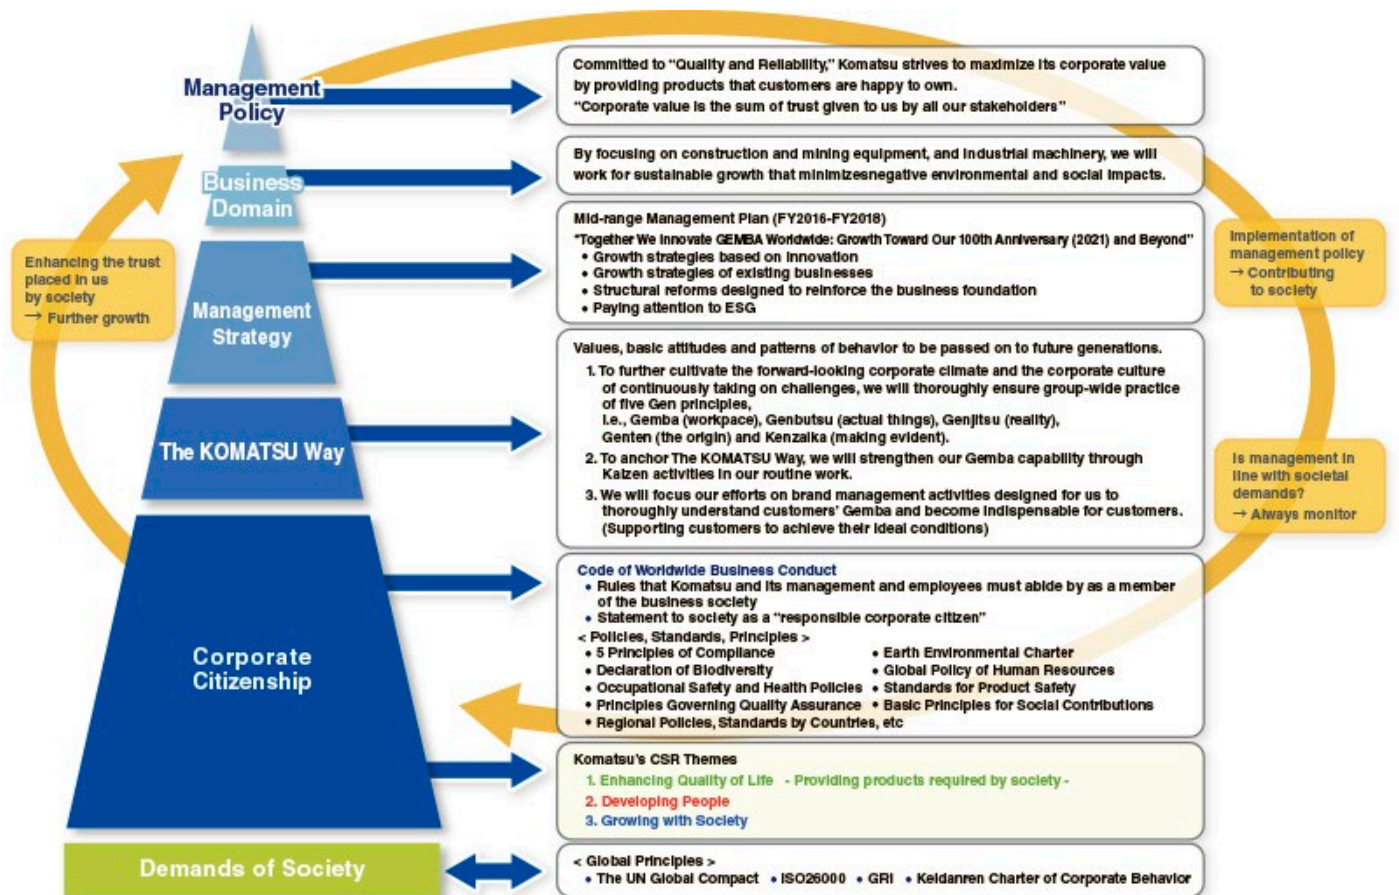 Management
Policy
Committed to “Quality and Reliability,” Komatsu strives to maximize its corporate value
by providing products that customers are happy to own.
“Corporate value is the sum of trust given to us by all our stakeholders”
Business
Domain
By focusing on construction and mining equipment, and industrial machinery, we will
work for sustainable growth that minimizesnegative environmental and social impacts.
Management
Strategy
Mid-range Management Plan (FY2016-FY2018)
“Together We Innovate GEMBA Worldwide: Growth Toward Our 100th Anniversary (2021) and Beyond”
• Growth strategies based on innovation
• Growth strategies of existing businesses
• Structural reforms designed to reinforce the business foundation
• Paying attention to ESG
Enhancing the trust
placed in us
by society
→ Further growth
Implementation of
management policy
→ Contributing
to society
The KOMATSU Way
Values, basic attitudes and patterns of behavior to be passed on to future generations.
1. To further cultivate the forward-looking corporate climate and the corporate culture
of continuously taking on challenges, we will thoroughly ensure group-wide practice
of five Gen principles,
i.e., Gemba (workpace), Genbutsu (actual things), Genjitsu (reality),
Genten (the origin) and Kenzaika (making evident).
2. To anchor The KOMATSU Way, we will strengthen our Gemba capability through
Kaizen activities in our routine work.
3. We will focus our efforts on brand management activities designed for us to
thoroughly understand customers’ Gemba and become indispensable for customers.
(Supporting customers to achieve their ideal conditions)
Is management in
line with societal
demands?
→ Always monitor
Corporate
Citizenship
Code of Worldwide Business Conduct
• Rules that Komatsu and its management and employees must abide by as a member
of the business society
• Statement to society as a “responsible corporate citizen”
< Policies, Standards, Principles >
• 5 Principles of Compliance • Earth Environmental Charter
• Declaration of Biodiversity • Global Policy of Human Resources
• Occupational Safety and Health Policies • Standards for Product Safety
• Principles Governing Quality Assurance • Basic Principles for Social Contributions
• Regional Policies, Standards by Countries, etc
Komatsu’s CSR Themes
1. Enhancing Quality of Life - Providing products required by society -
2. Developing People
3. Growing with Society
Demands of Society
< Global Principles >
• The UN Global Compact • ISO26000 • GRI • Keidanren Charter of Corporate Behavior